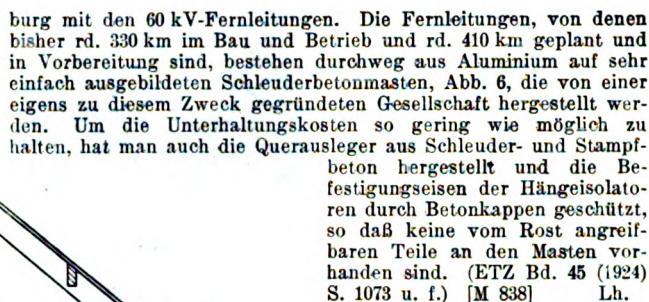 burg mit den 60 kV-Fernleitungen. Die Fernleitungen, von denen
bisher rd. 330 km im Bau und Betrieb und rd. 410 km geplant und
in Vorbereitung sind, bestehen durchweg aus Aluminium auf sehr
einfach ausgebildeten Schleuderbetonmasten, Abb. 6, die von einer
eigens zu diesem Zweck gegründeten Gesellschaft hergestellt wer-
den. Um die Unterhaltungskosten so gering wie möglich zu
halten, hat man auch die Querausleger aus Schleuder- und Stampf-
beton hergestellt und die Be-
festigungseisen der Hängeisolato-
ren durch Betonkappen geschützt,
so daß keine vom Rost angreif-
baren Teile an den Masten vor-
handen sind. (ETZ Bd. 45 (1924)
S. 1073 u. f.) [M 838] Lh.